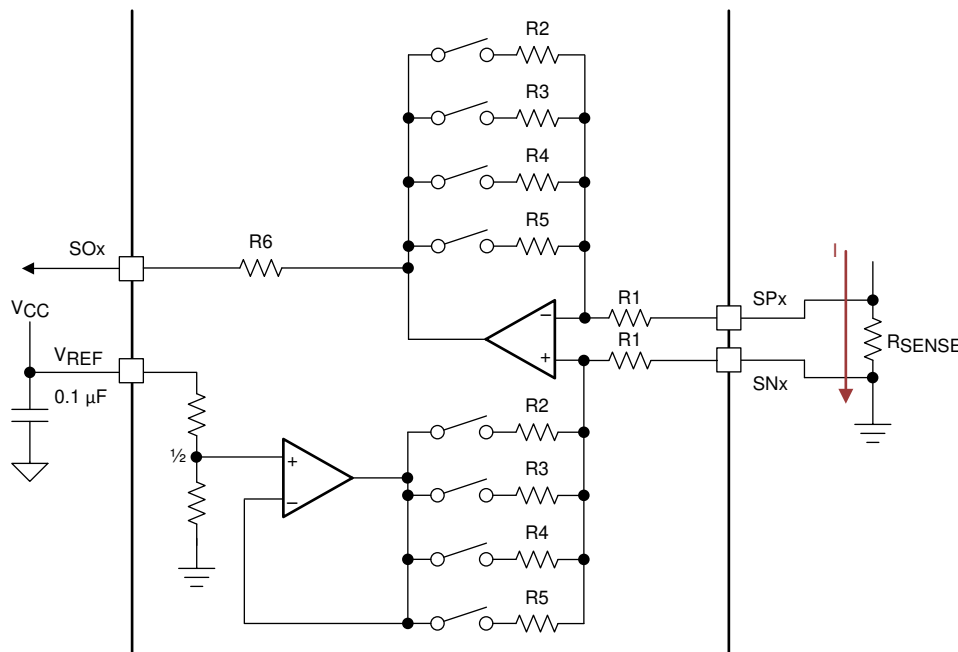 R2
R3
R4
R5
SOx
R6
I
VCC
R1
SPx
−
+
R1
RSENSE
VREF
SNx
0.1 µF
½
+
−
R2
R3
R4
R5